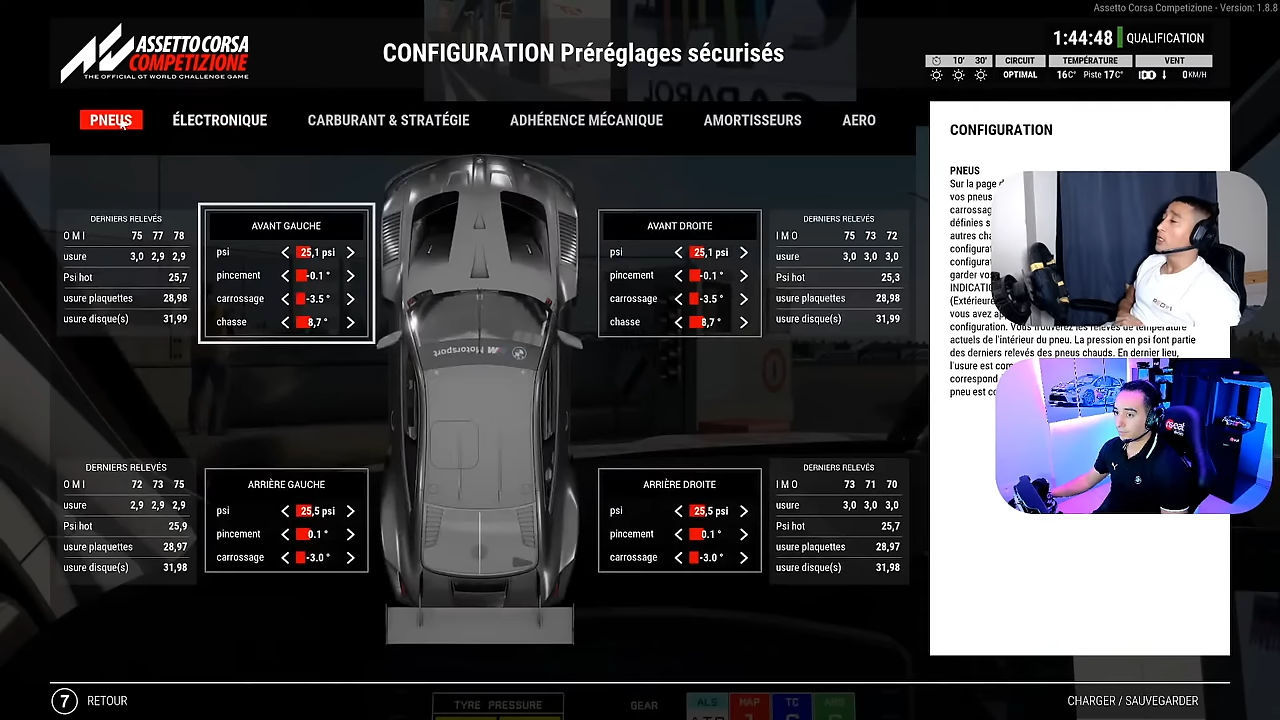 Assetto Corsa Competizione - Version: 1.8.8
ASSETTO CORSA
COMPETIZIONE
THE OFFICIAL GT WORLD CHALLENGE GAME
CONFIGURATION Préréglages sécurisés
1:44:48 QUALIFICATION
10' 30' CIRCUIT TEMPÉRATURE VENT
OPTIMAL 16C° Piste 17C° 0KM/H
PNEUS ÉLECTRONIQUE CARBURANT & STRATÉGIE ADHÉRENCE MÉCANIQUE AMORTISSEURS AERO
DERNIERS RELEVÉS
O M I 75 77 78
usure 3,0 2,9 2,9
Psi hot 25,7
usure plaquettes 28,98
usure disque(s) 31,99
AVANT GAUCHE
psi 25,1 psi
pincement -0.1 °
carrossage -3.5 °
chasse 8,7 °
AVANT DROITE
psi 25,1 psi
pincement -0.1 °
carrossage -3.5 °
chasse 8,7 °
DERNIERS RELEVÉS
I M O 75 73 72
usure 3,0 3,0 3,0
Psi hot 25,3
usure plaquettes 28,98
usure disque(s) 31,99
M Motorsport
DERNIERS RELEVÉS
O M I 72 73 75
usure 2,9 2,9 2,9
Psi hot 25,9
usure plaquettes 28,97
usure disque(s) 31,98
ARRIÈRE GAUCHE
psi 25,5 psi
pincement 0.1 °
carrossage -3.0 °
ARRIÈRE DROITE
psi 25,5 psi
pincement 0.1 °
carrossage -3.0 °
DERNIERS RELEVÉS
I M O 73 71 70
usure 3,0 3,0 3,0
Psi hot 25,7
usure plaquettes 28,97
usure disque(s) 31,98
CONFIGURATION
PNEUS
Sur la page
vos pneus
carrossag
définies s
autres cha
configurat
configurat
garder vos
INDICATIO
(Extérieure
vous avez
configuration. Vous trouverez les relevés de température
actuels de l'intérieur du pneu. La pression en psi font partie
des derniers relevés des pneus chauds. En dernier lieu,
l'usure est com
correspond
pneu est co
7 RETOUR
CHARGER / SAUVEGARDER
TYRE PRESSURE GEAR ALS MAP TC ABS